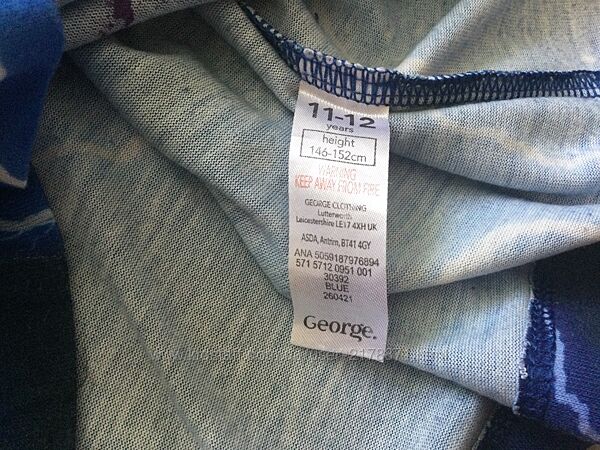 11-12
years
height
146-152cm
WARNING
KEEP AWAY FROM FIRE
GEORGE CLOTHING
Lutterworth
Leicestershire LE17 4XH UK
ASDA, Antrim, BT41 4GY
ANA 5059187976894
571 5712 0951 001
30392
BLUE
260421
George.